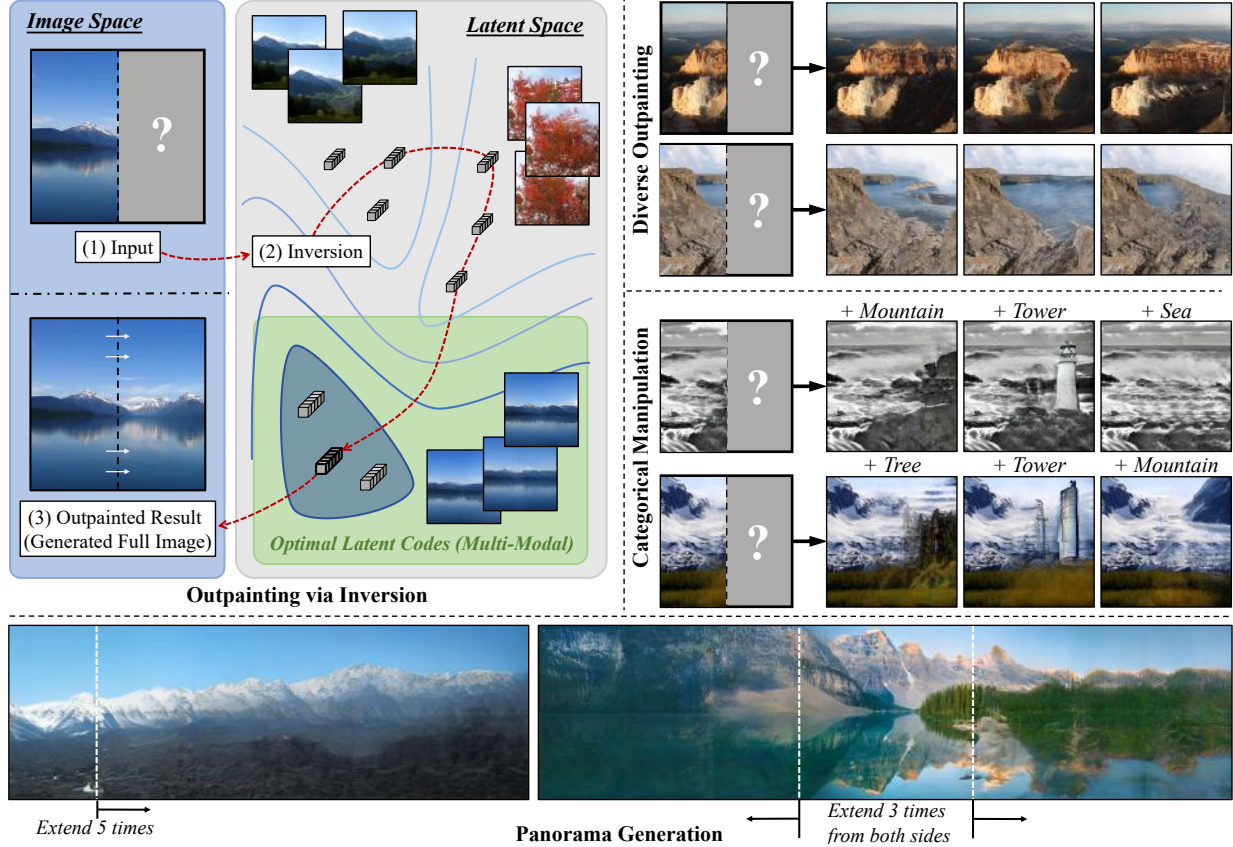 Image Space
?
(1) Input
(3) Outpainted Result
(Generated Full Image)
Latent Space
(2) Inversion
Optimal Latent Codes (Multi-Modal)
Outpainting via Inversion
Diverse Outpainting
?
?
Categorical Manipulation
+ Mountain
+ Tower
+ Sea
?
+ Tree
+ Tower
+ Mountain
?
Extend 5 times
Extend 3 times
from both sides
Panorama Generation